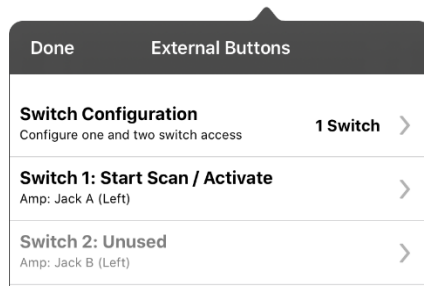 Done External Buttons
Switch Configuration
Configure one and two switch access
1 Switch
Switch 1: Start Scan / Activate
Amp: Jack A (Left)
Switch 2: Unused
Amp: Jack B (Left)